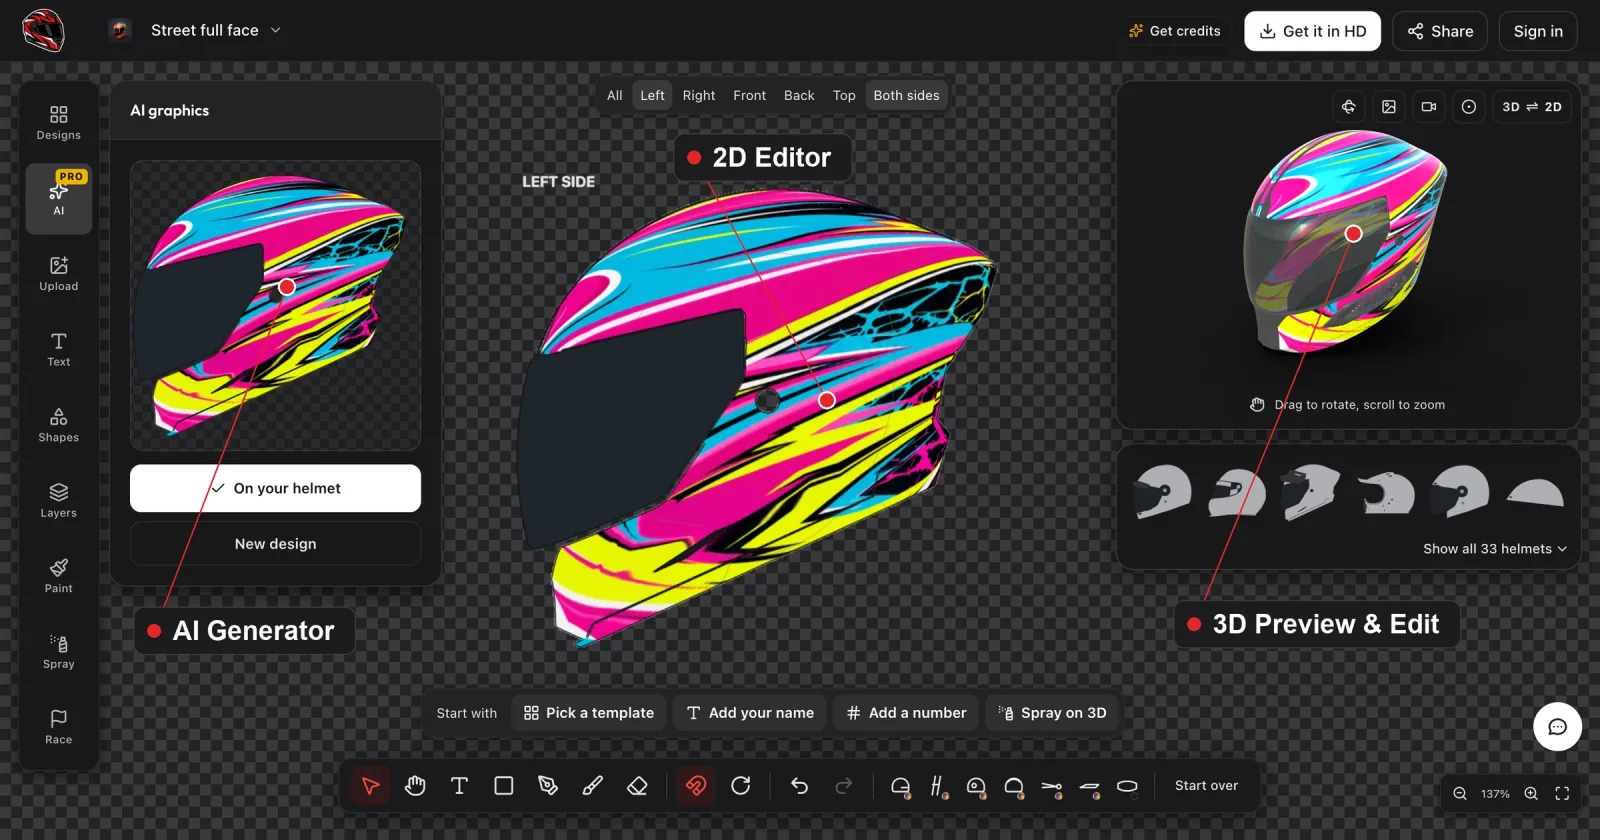 Street full face
Get credits
Get it in HD
Share
Sign in
Designs
PRO
AI
Upload
Text
Shapes
Layers
Paint
Spray
Race
AI graphics
On your helmet
New design
AI Generator
All
Left
Right
Front
Back
Top
Both sides
2D Editor
LEFT SIDE
3D ⇌ 2D
Drag to rotate, scroll to zoom
Show all 33 helmets
3D Preview & Edit
Start with
Pick a template
Add your name
Add a number
Spray on 3D
Start over
137%